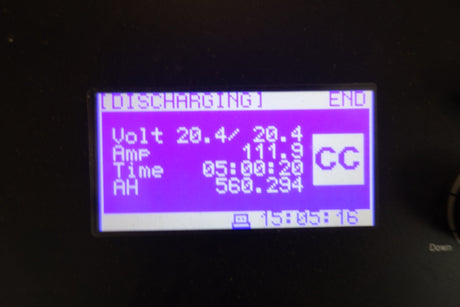 [DISCHARGING] END
Volt 20.4/ 20.4
Amp 111.9
Time 05:00:20
AH 560.294
CC
15:05:16
Down